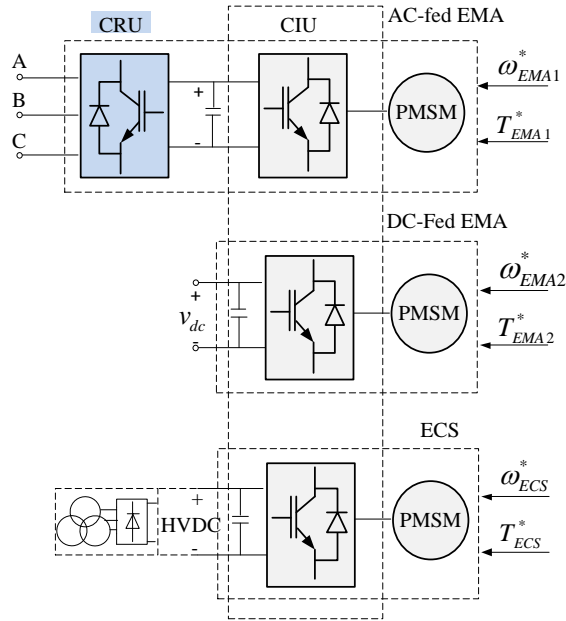 AC-fed EMA
CRU
CIU
A
B
C
+
-
PMSM
ω*EMA1
T*EMA1
DC-Fed EMA
+
vdc
-
PMSM
ω*EMA2
T*EMA2
ECS
+
HVDC
-
PMSM
ω*ECS
T*ECS